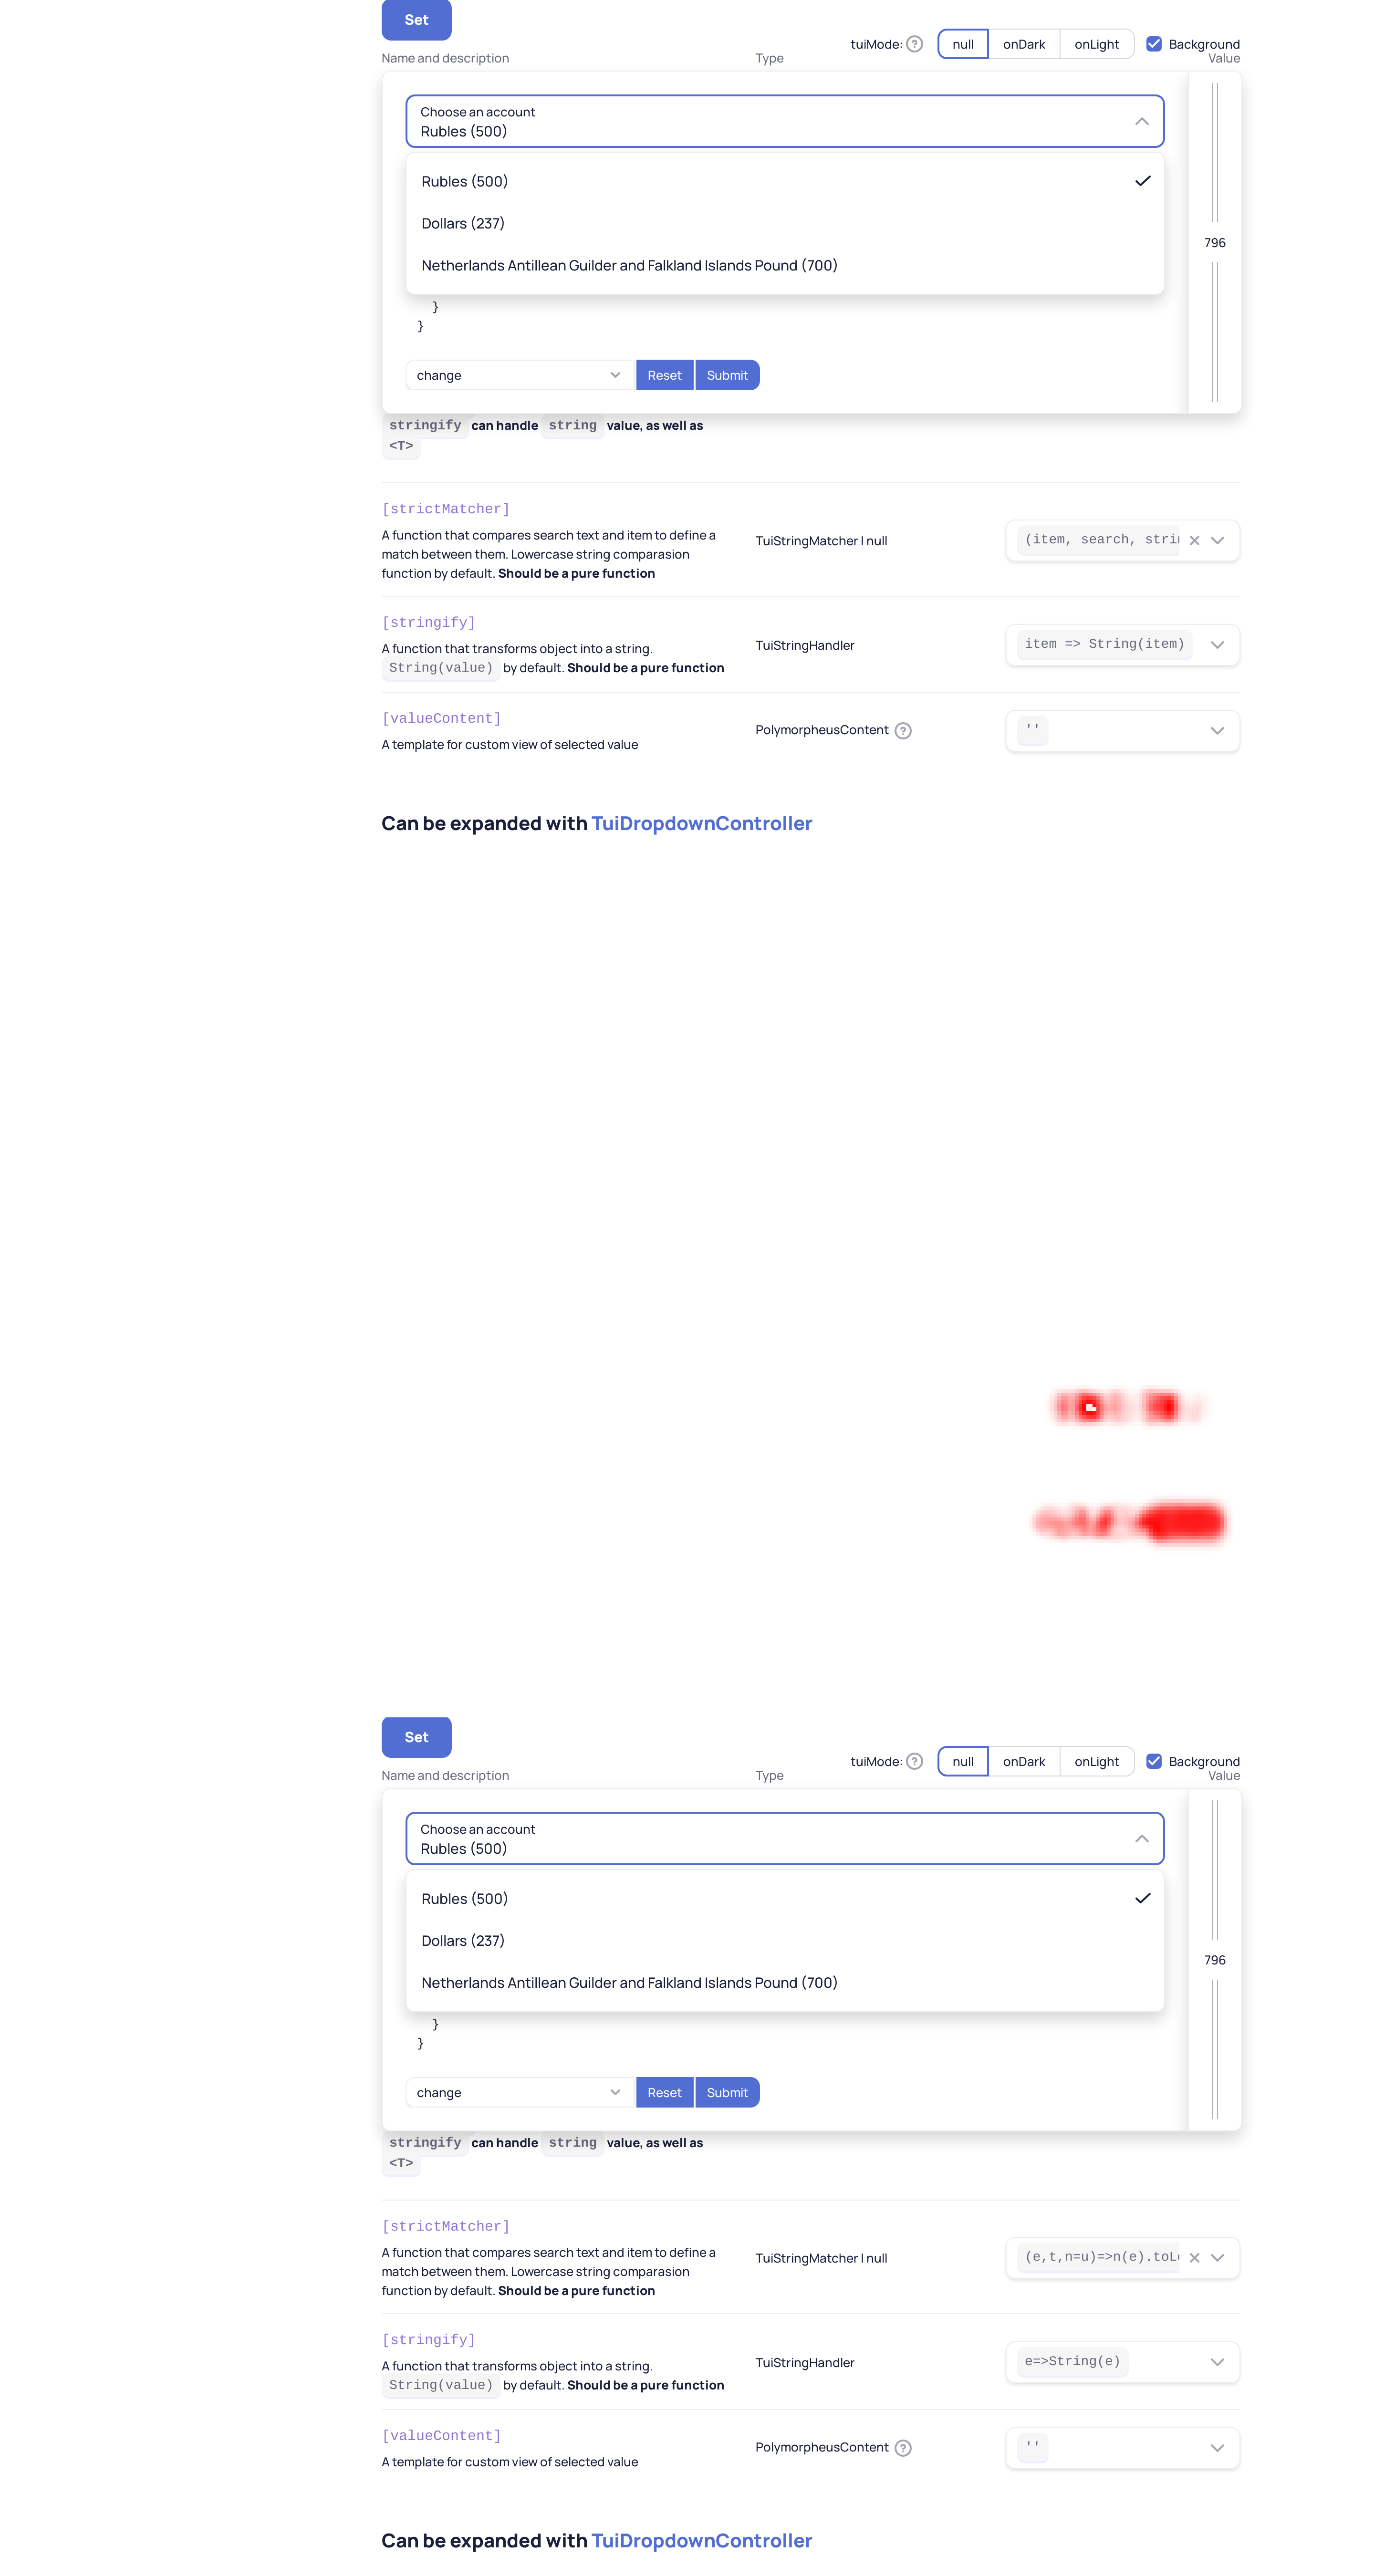 Set
tuiMode: ? null onDark onLight Background
Name and description Type Value
Choose an account
Rubles (500)
Rubles (500)
Dollars (237)
796
Netherlands Antillean Guilder and Falkland Islands Pound (700)
}
}
change Reset Submit
stringify can handle string value, as well as
<T>
[strictMatcher]
A function that compares search text and item to define a
match between them. Lowercase string comparasion
function by default. Should be a pure function
TuiStringMatcher | null
(item, search, strin
[stringify]
A function that transforms object into a string.
String(value) by default. Should be a pure function
TuiStringHandler
item => String(item)
[valueContent]
A template for custom view of selected value
PolymorpheusContent ?
''
Can be expanded with TuiDropdownController
Set
tuiMode: ? null onDark onLight Background
Name and description Type Value
Choose an account
Rubles (500)
Rubles (500)
Dollars (237)
796
Netherlands Antillean Guilder and Falkland Islands Pound (700)
}
}
change Reset Submit
stringify can handle string value, as well as
<T>
[strictMatcher]
A function that compares search text and item to define a
match between them. Lowercase string comparasion
function by default. Should be a pure function
TuiStringMatcher | null
(e,t,n=u)=>n(e).toLo
[stringify]
A function that transforms object into a string.
String(value) by default. Should be a pure function
TuiStringHandler
e=>String(e)
[valueContent]
A template for custom view of selected value
PolymorpheusContent ?
''
Can be expanded with TuiDropdownController